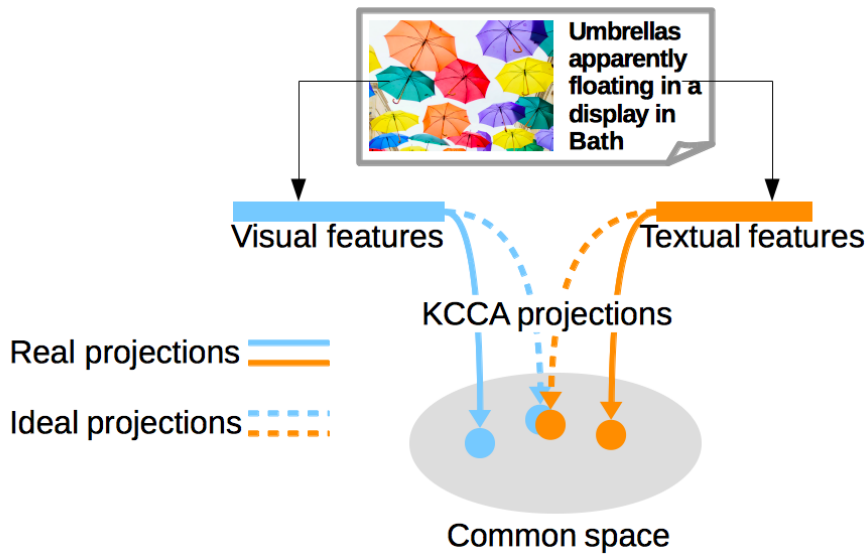 Umbrellas
apparently
floating in a
display in
Bath
Visual features
Textual features
KCCA projections
Real projections
Ideal projections
Common space